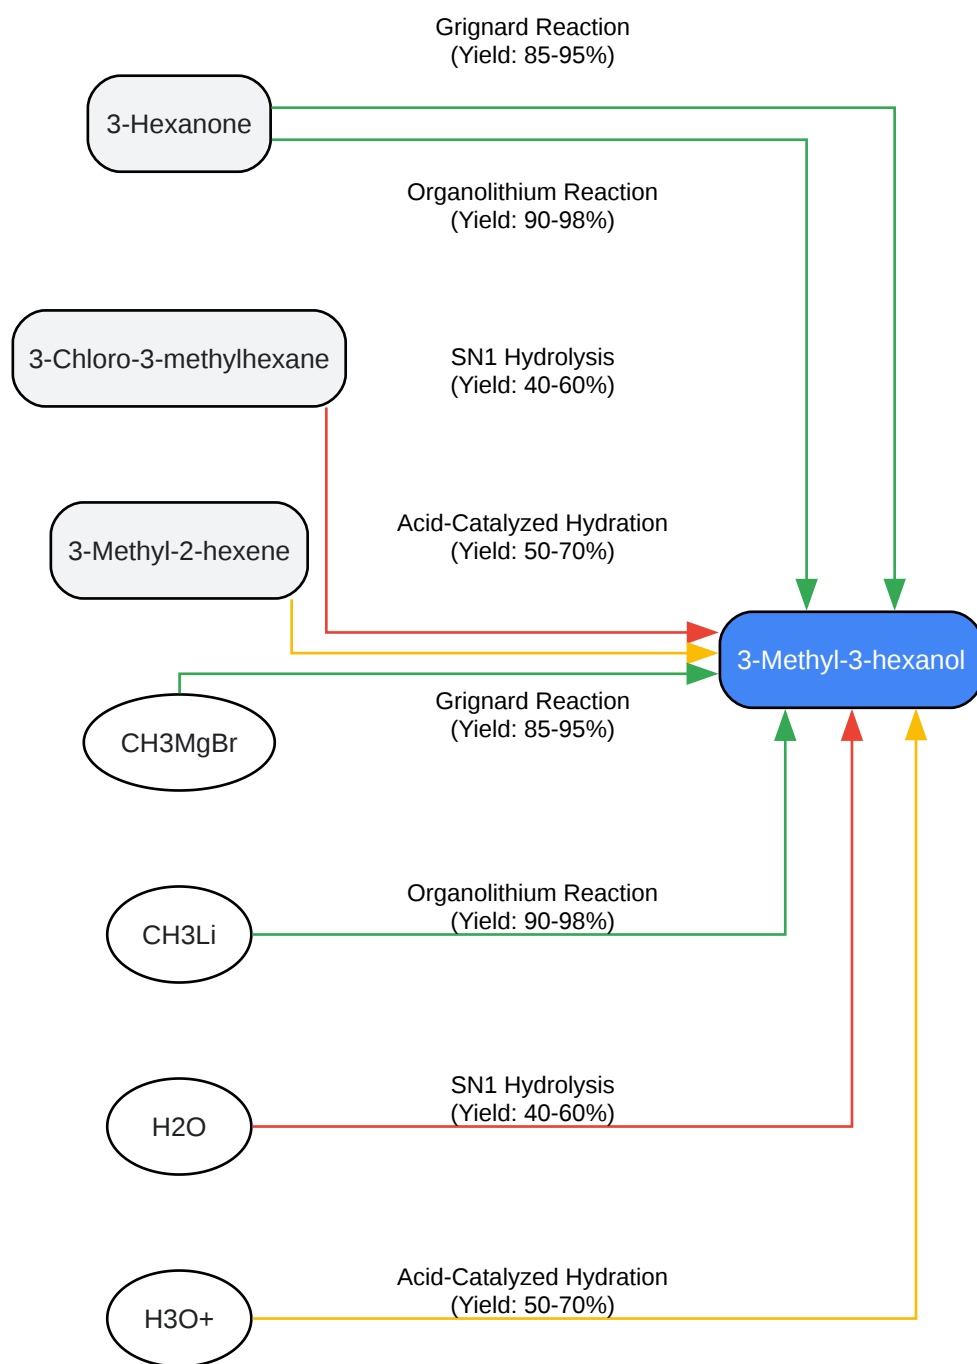 Grignard Reaction
(Yield: 85-95%)
3-Hexanone
Organolithium Reaction
(Yield: 90-98%)
3-Chloro-3-methylhexane
SN1 Hydrolysis
(Yield: 40-60%)
3-Methyl-2-hexene
Acid-Catalyzed Hydration
(Yield: 50-70%)
3-Methyl-3-hexanol
CH3MgBr
Grignard Reaction
(Yield: 85-95%)
CH3Li
Organolithium Reaction
(Yield: 90-98%)
H2O
SN1 Hydrolysis
(Yield: 40-60%)
H3O+
Acid-Catalyzed Hydration
(Yield: 50-70%)